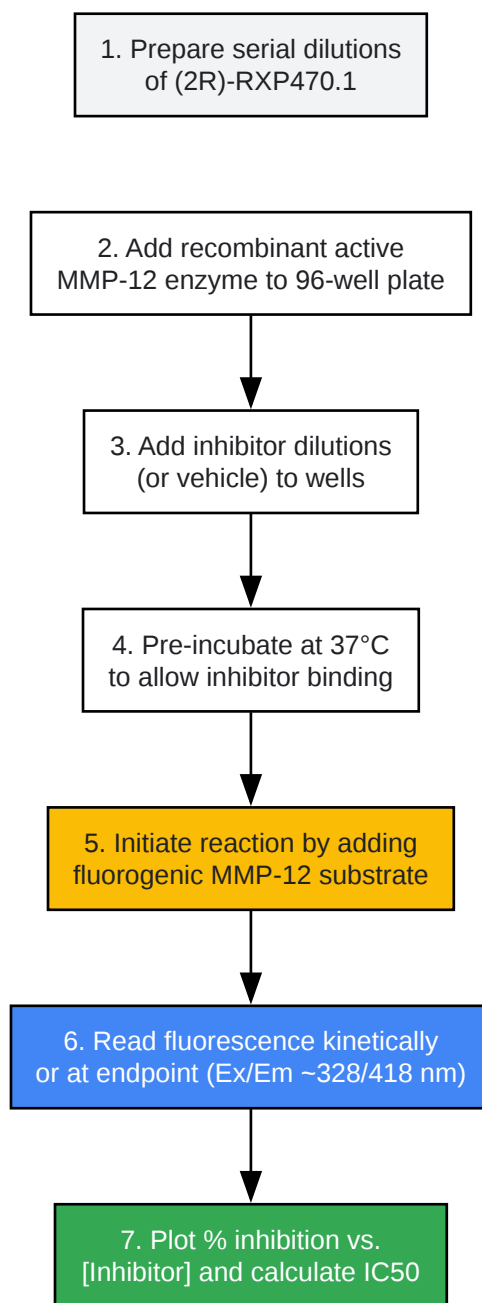 1. Prepare serial dilutions
of (2R)-RXP470.1
2. Add recombinant active
MMP-12 enzyme to 96-well plate
3. Add inhibitor dilutions
(or vehicle) to wells
4. Pre-incubate at 37°C
to allow inhibitor binding
5. Initiate reaction by adding
fluorogenic MMP-12 substrate
6. Read fluorescence kinetically
or at endpoint (Ex/Em ~328/418 nm)
7. Plot % inhibition vs.
[Inhibitor] and calculate IC50